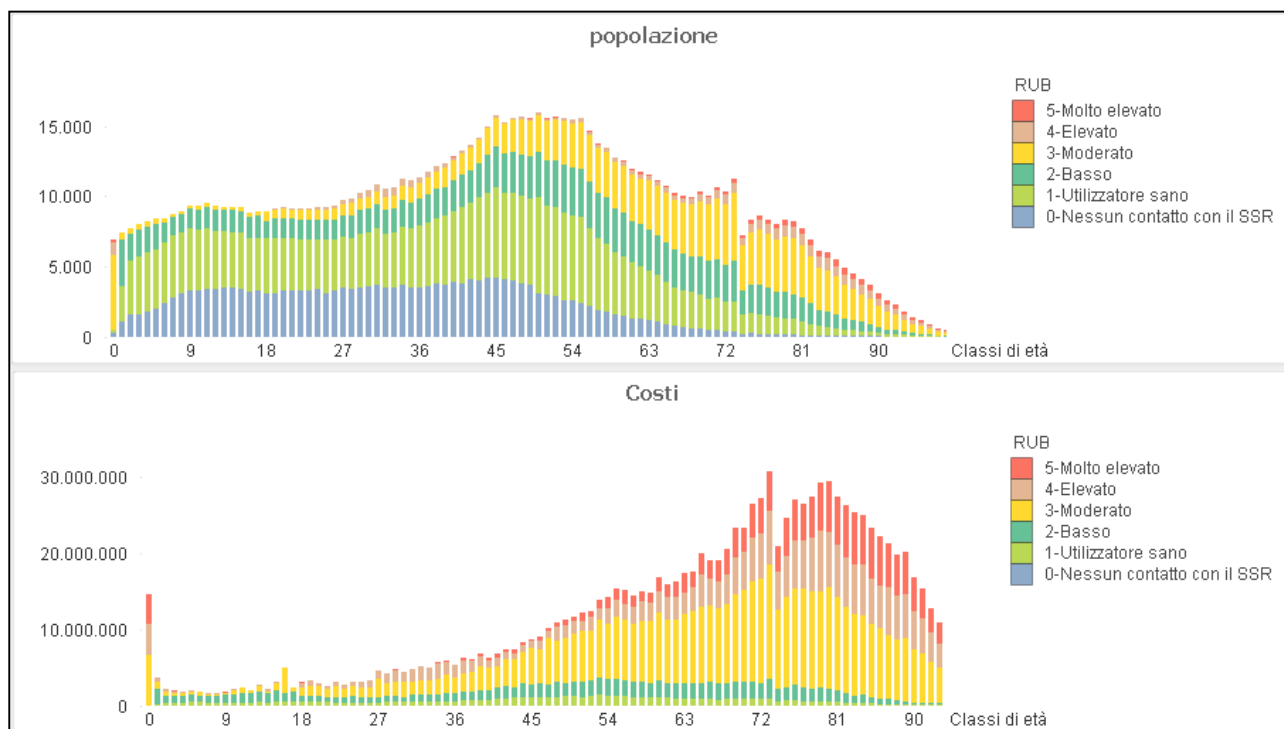 popolazione
RUB
5-Molto elevato
4-Elevato
3-Moderato
2-Basso
1-Utilizzatore sano
0-Nessun contatto con il SSR
15.000
10.000
5.000
0
0 9 18 27 36 45 54 63 72 81 90 Classi di età
Costi
RUB
5-Molto elevato
4-Elevato
3-Moderato
2-Basso
1-Utilizzatore sano
0-Nessun contatto con il SSR
30.000.000
20.000.000
10.000.000
0
0 9 18 27 36 45 54 63 72 81 90 Classi di età